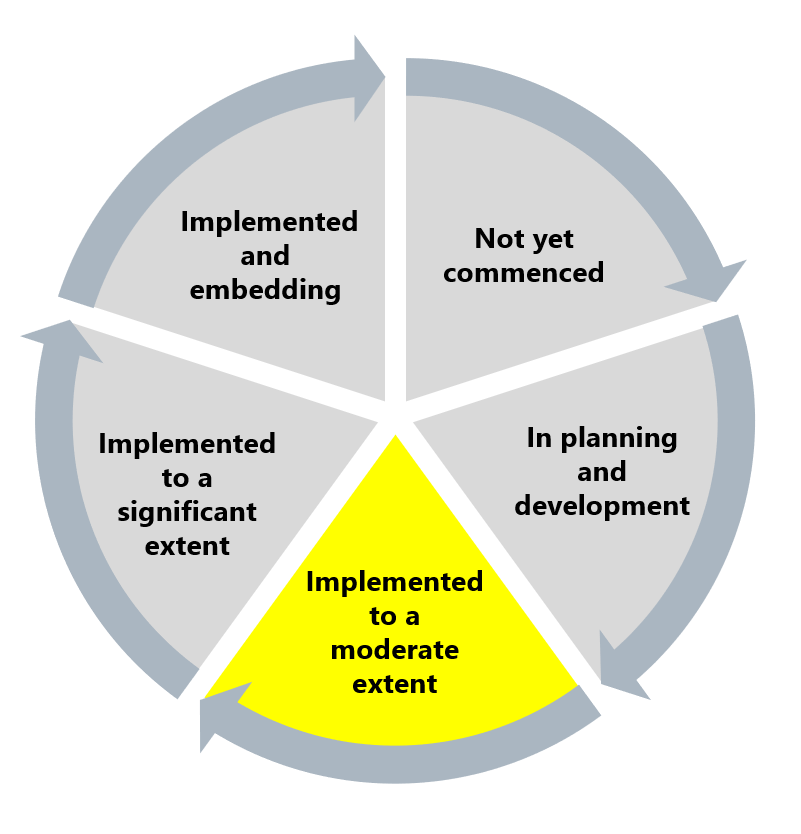 Not yet
commenced
In planning
and
development
Implemented
to a
moderate
extent
Implemented
to a
significant
extent
Implemented
and
embedding